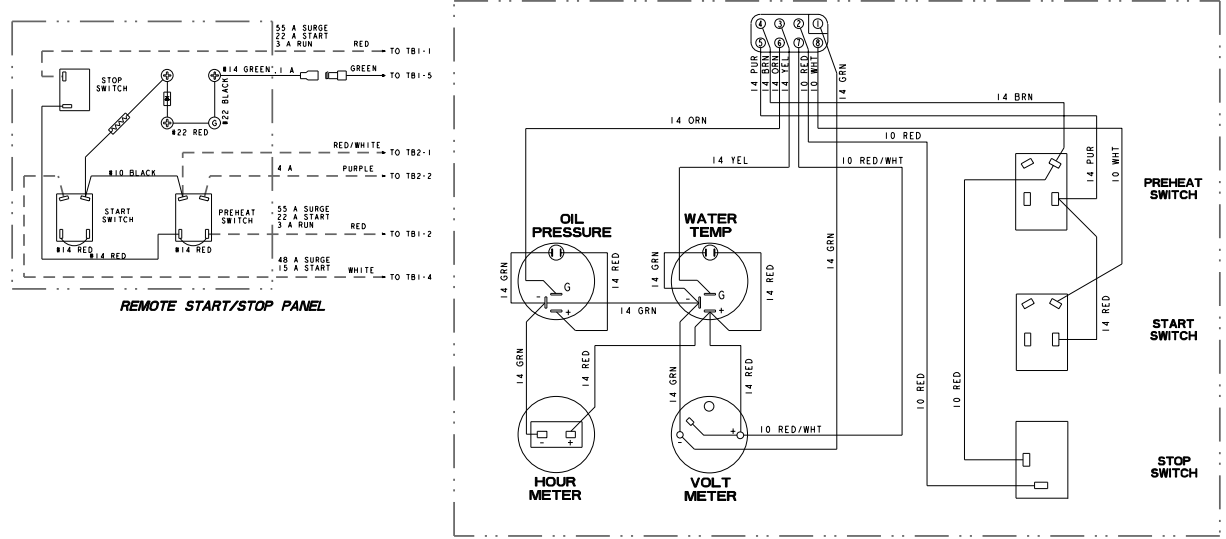 55 A SURGE
22 A START
3 A RUN RED TO TB1-1
#14 GREEN .1 A GREEN TO TB1-5
STOP
SWITCH
#22 BLACK
G
#22 RED
RED/WHITE TO TB2-1
4 A PURPLE TO TB2-2
#10 BLACK
START
SWITCH
PREHEAT
SWITCH
55 A SURGE
22 A START
3 A RUN RED TO TB1-2
#14 RED
#14 RED
#14 RED
48 A SURGE
15 A START WHITE TO TB1-4
REMOTE START/STOP PANEL
4 3 2 1
5 6 7 8
14 PUR
14 BRN
14 ORN
14 YEL
10 RED
10 WHT
14 GRN
14 BRN
14 ORN
10 RED
14 YEL
10 RED/WHT
14 PUR
10 WHT
PREHEAT
SWITCH
OIL
PRESSURE
WATER
TEMP
14 GRN
14 RED
14 GRN
14 RED
14 GRN
G
- +
G
- +
14 GRN
14 RED
START
SWITCH
14 GRN
14 RED
14 GRN
14 RED
10 RED
10 RED
- +
- +
10 RED/WHT
HOUR
METER
VOLT
METER
STOP
SWITCH